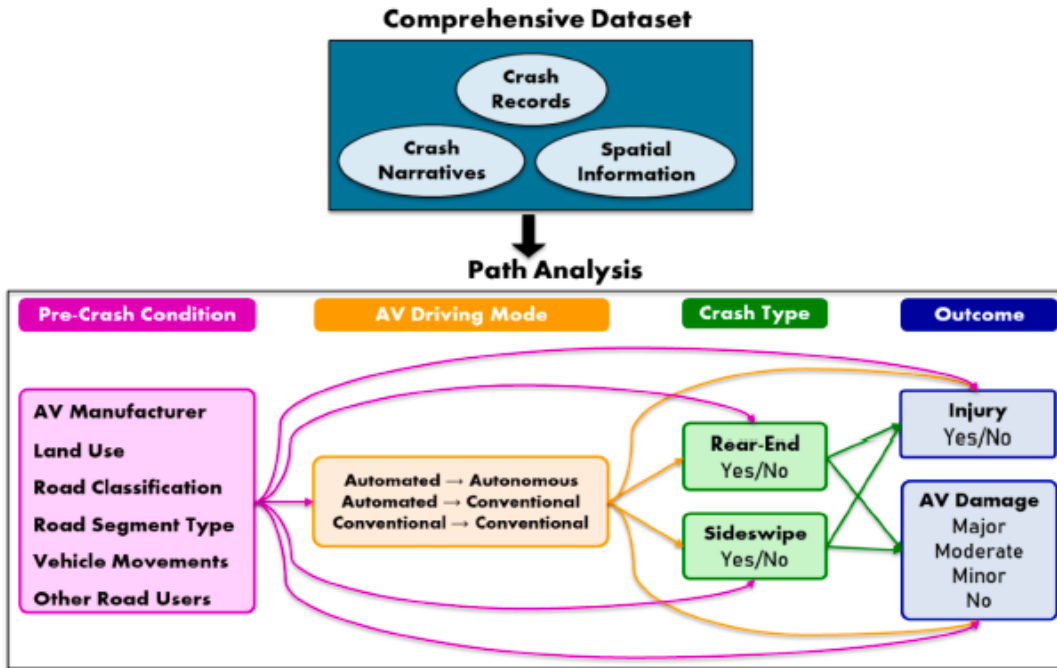 Comprehensive Dataset
Crash
Records
Crash
Narratives
Spatial
Information
Path Analysis
Pre-Crash Condition
AV Driving Mode
Crash Type
Outcome
AV Manufacturer
Land Use
Road Classification
Road Segment Type
Vehicle Movements
Other Road Users
Automated → Autonomous
Automated → Conventional
Conventional → Conventional
Rear-End
Yes/No
Sideswipe
Yes/No
Injury
Yes/No
AV Damage
Major
Moderate
Minor
No